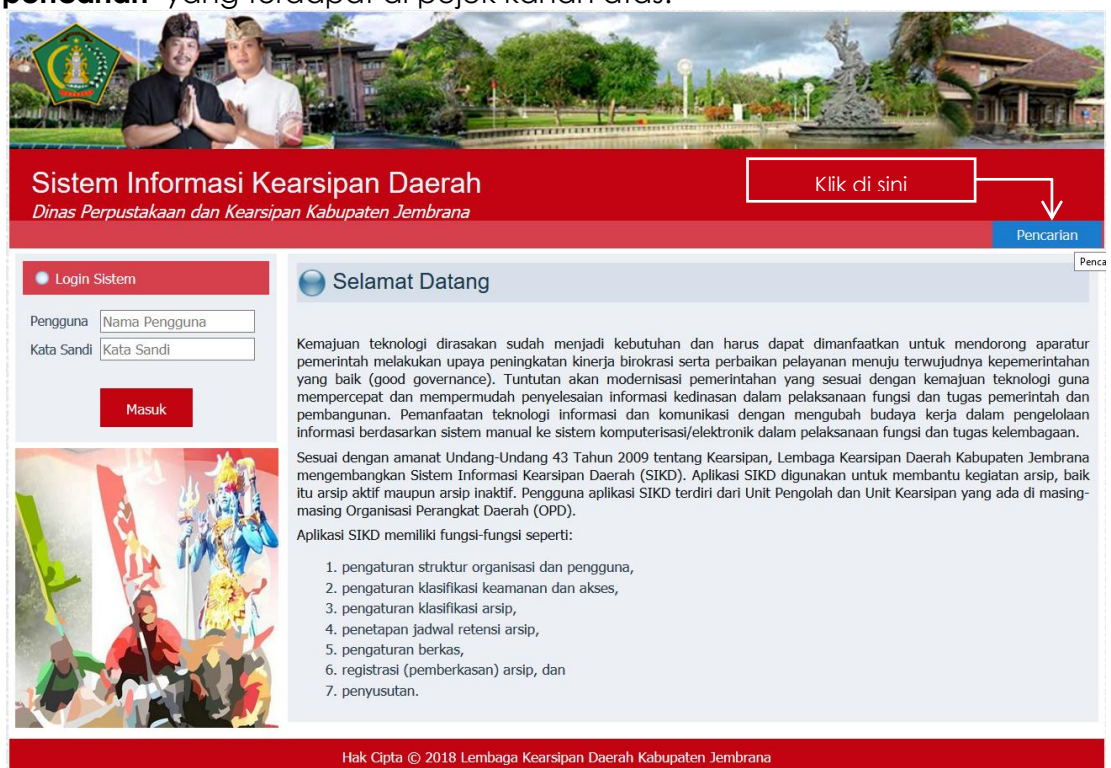 pencarian" yang terdapat di pojok kanan atas.
Sistem Informasi Kearsipan Daerah
Dinas Perpustakaan dan Kearsipan Kabupaten Jembrana
Klik di sini
Pencarian
Penca
Login Sistem
Pengguna Nama Pengguna
Kata Sandi Kata Sandi
Masuk
Selamat Datang
Kemajuan teknologi dirasakan sudah menjadi kebutuhan dan harus dapat dimanfaatkan untuk mendorong aparatur
pemerintah melakukan upaya peningkatan kinerja birokrasi serta perbaikan pelayanan menuju terwujudnya kepemerintahan
yang baik (good governance). Tuntutan akan modernisasi pemerintahan yang sesuai dengan kemajuan teknologi guna
mempercepat dan mempermudah penyelesaian informasi kedinasan dalam pelaksanaan fungsi dan tugas pemerintah dan
pembangunan. Pemanfaatan teknologi informasi dan komunikasi dengan mengubah budaya kerja dalam pengelolaan
informasi berdasarkan sistem manual ke sistem komputerisasi/elektronik dalam pelaksanaan fungsi dan tugas kelembagaan.
Sesuai dengan amanat Undang-Undang 43 Tahun 2009 tentang Kearsipan, Lembaga Kearsipan Daerah Kabupaten Jembrana
mengembangkan Sistem Informasi Kearsipan Daerah (SIKD). Aplikasi SIKD digunakan untuk membantu kegiatan arsip, baik
itu arsip aktif maupun arsip inaktif. Pengguna aplikasi SIKD terdiri dari Unit Pengolah dan Unit Kearsipan yang ada di masing-
masing Organisasi Perangkat Daerah (OPD).
Aplikasi SIKD memiliki fungsi-fungsi seperti:
1. pengaturan struktur organisasi dan pengguna,
2. pengaturan klasifikasi keamanan dan akses,
3. pengaturan klasifikasi arsip,
4. penetapan jadwal retensi arsip,
5. pengaturan berkas,
6. registrasi (pemberkasan) arsip, dan
7. penyusutan.
Hak Cipta © 2018 Lembaga Kearsipan Daerah Kabupaten Jembrana